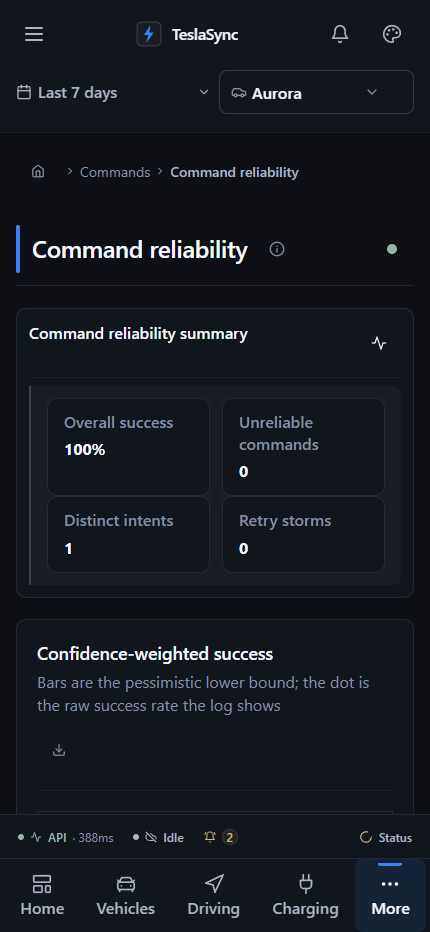 TeslaSync
Last 7 days
Aurora
Commands
Command reliability
Command reliability
Command reliability summary
Overall success
100%
Unreliable
commands
0
Distinct intents
1
Retry storms
0
Confidence-weighted success
Bars are the pessimistic lower bound; the dot is
the raw success rate the log shows
API · 388ms
Idle
2
Status
Home
Vehicles
Driving
Charging
More